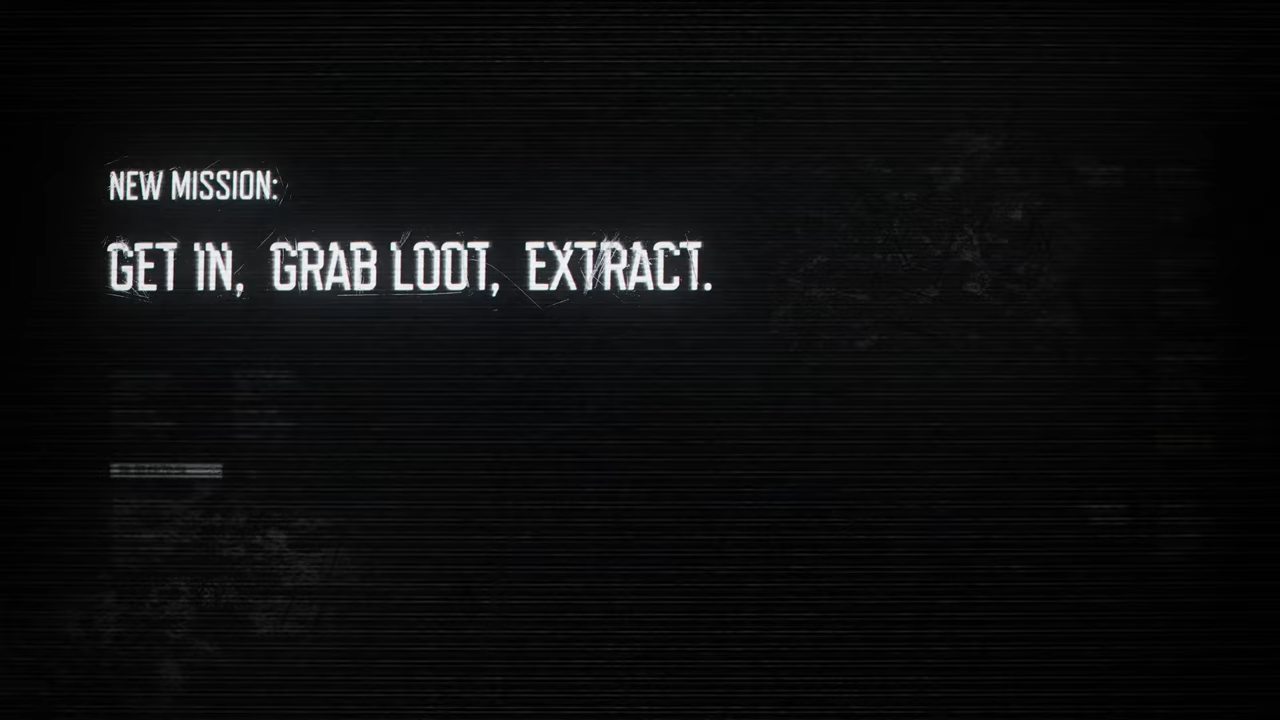 NEW MISSION:
GET IN, GRAB LOOT, EXTRACT.